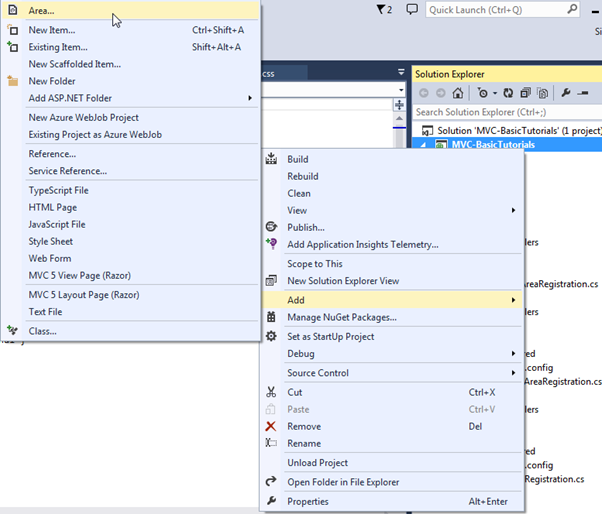 Area...
New Item... Ctrl+Shift+A
Existing Item... Shift+Alt+A
New Scaffolded Item...
New Folder
Add ASP.NET Folder
New Azure WebJob Project
Existing Project as Azure WebJob
Reference...
Service Reference...
TypeScript File
HTML Page
JavaScript File
Style Sheet
Web Form
MVC 5 View Page (Razor)
MVC 5 Layout Page (Razor)
Text File
Class...
2
Quick Launch (Ctrl+Q)
Si
css
Solution Explorer
Search Solution Explorer (Ctrl+;)
Solution 'MVC-BasicTutorials' (1 project)
MVC-BasicTutorials
Build
Rebuild
Clean
View
Publish...
Add Application Insights Telemetry...
Scope to This
New Solution Explorer View
Add
Manage NuGet Packages...
Set as StartUp Project
Debug
Source Control
Cut Ctrl+X
Paste Ctrl+V
Remove Del
Rename
Unload Project
Open Folder in File Explorer
Properties Alt+Enter
lers
AreaRegistration.cs
lers
red
.config
AreaRegistration.cs
lers
red
.config
Registration.cs